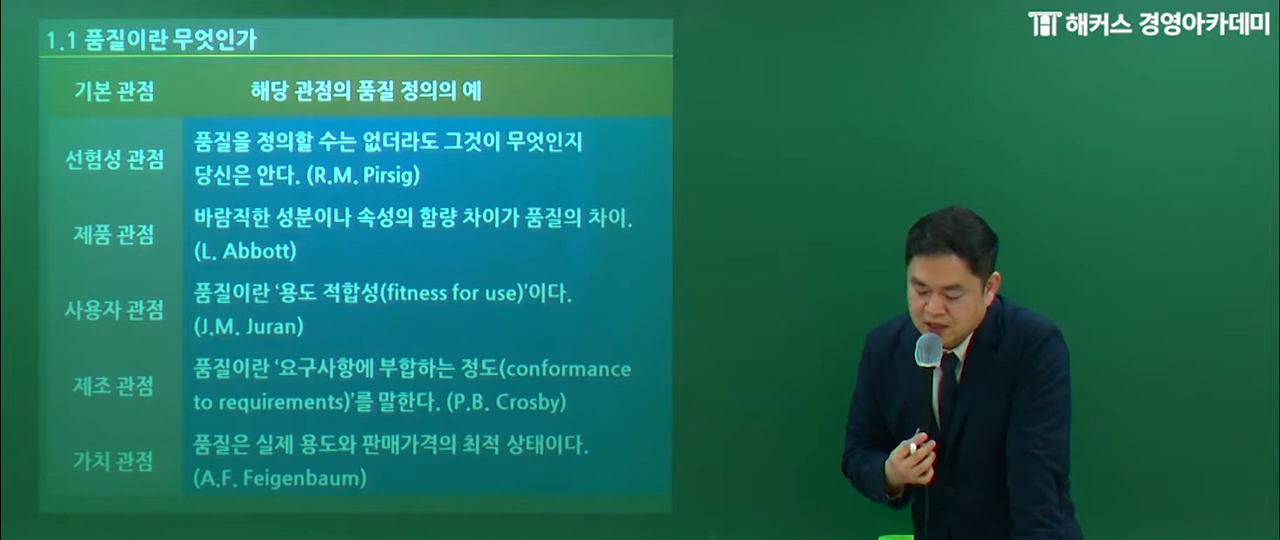 해커스 경영아카데미
1.1 품질이란 무엇인가
기본 관점 해당 관점의 품질 정의의 예
선험성 관점 품질을 정의할 수는 없더라도 그것이 무엇인지
당신은 안다. (R.M. Pirsig)
제품 관점 바람직한 성분이나 속성의 함량 차이가 품질의 차이.
(L. Abbott)
사용자 관점 품질이란 ‘용도 적합성(fitness for use)’이다.
(J.M. Juran)
제조 관점 품질이란 ‘요구사항에 부합하는 정도(conformance
to requirements)’를 말한다. (P.B. Crosby)
가치 관점 품질은 실제 용도와 판매가격의 최적 상태이다.
(A.F. Feigenbaum)